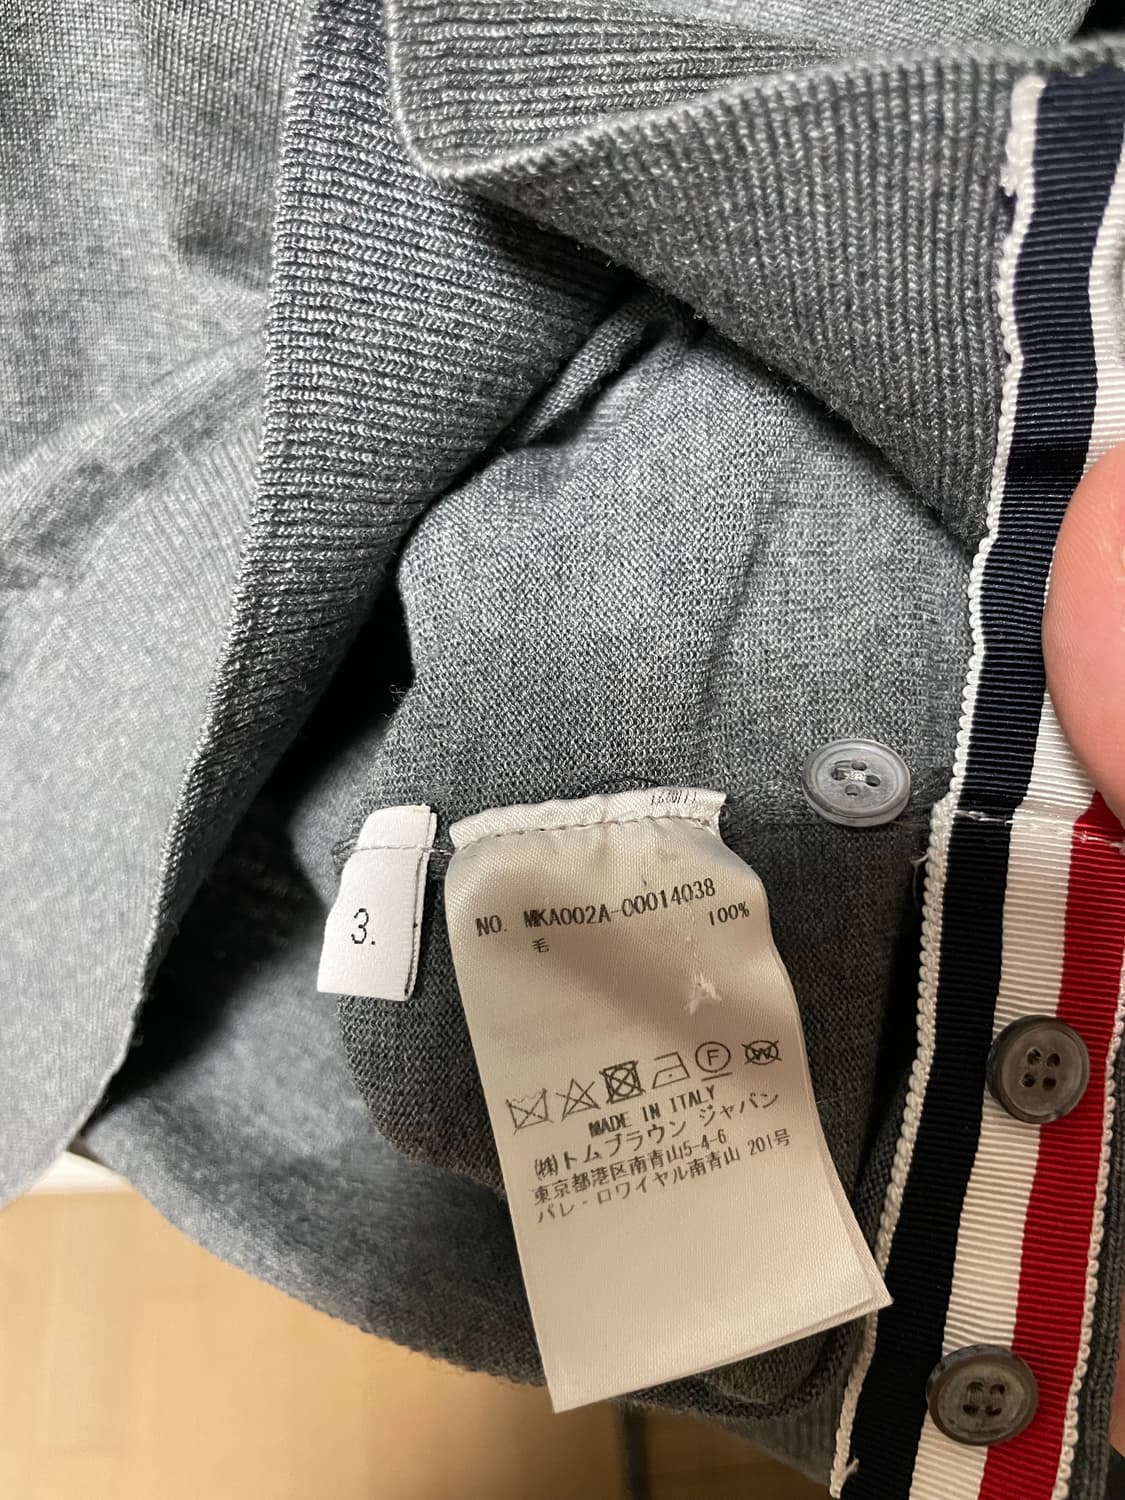 3.
NO. MKA002A-00014038
毛 100%
F
W
MADE IN ITALY
㈱トムブラウン ジャパン
東京都港区南青山5-4-6
パレ・ロワイヤル南青山 201号